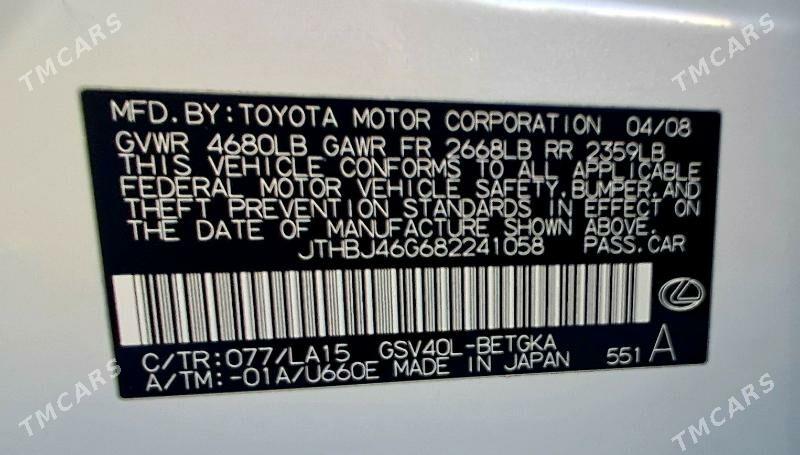 TMCARS
TMCARS
MFD. BY: TOYOTA MOTOR CORPORATION 04/08
GVWR 4680LB GAWR FR 2668LB RR 2359LB
THIS VEHICLE CONFORMS TO ALL APPLICABLE
FEDERAL MOTOR VEHICLE SAFETY, BUMPER, AND
THEFT PREVENTION STANDARDS IN EFFECT ON
THE DATE OF MANUFACTURE SHOWN ABOVE.
JTHBJ46G682241058 PASS. CAR
C/TR: 077/LA15 GSV40L-BETGKA 551 A
A/TM: -01A/U660E MADE IN JAPAN
TMCARS
TMCARS